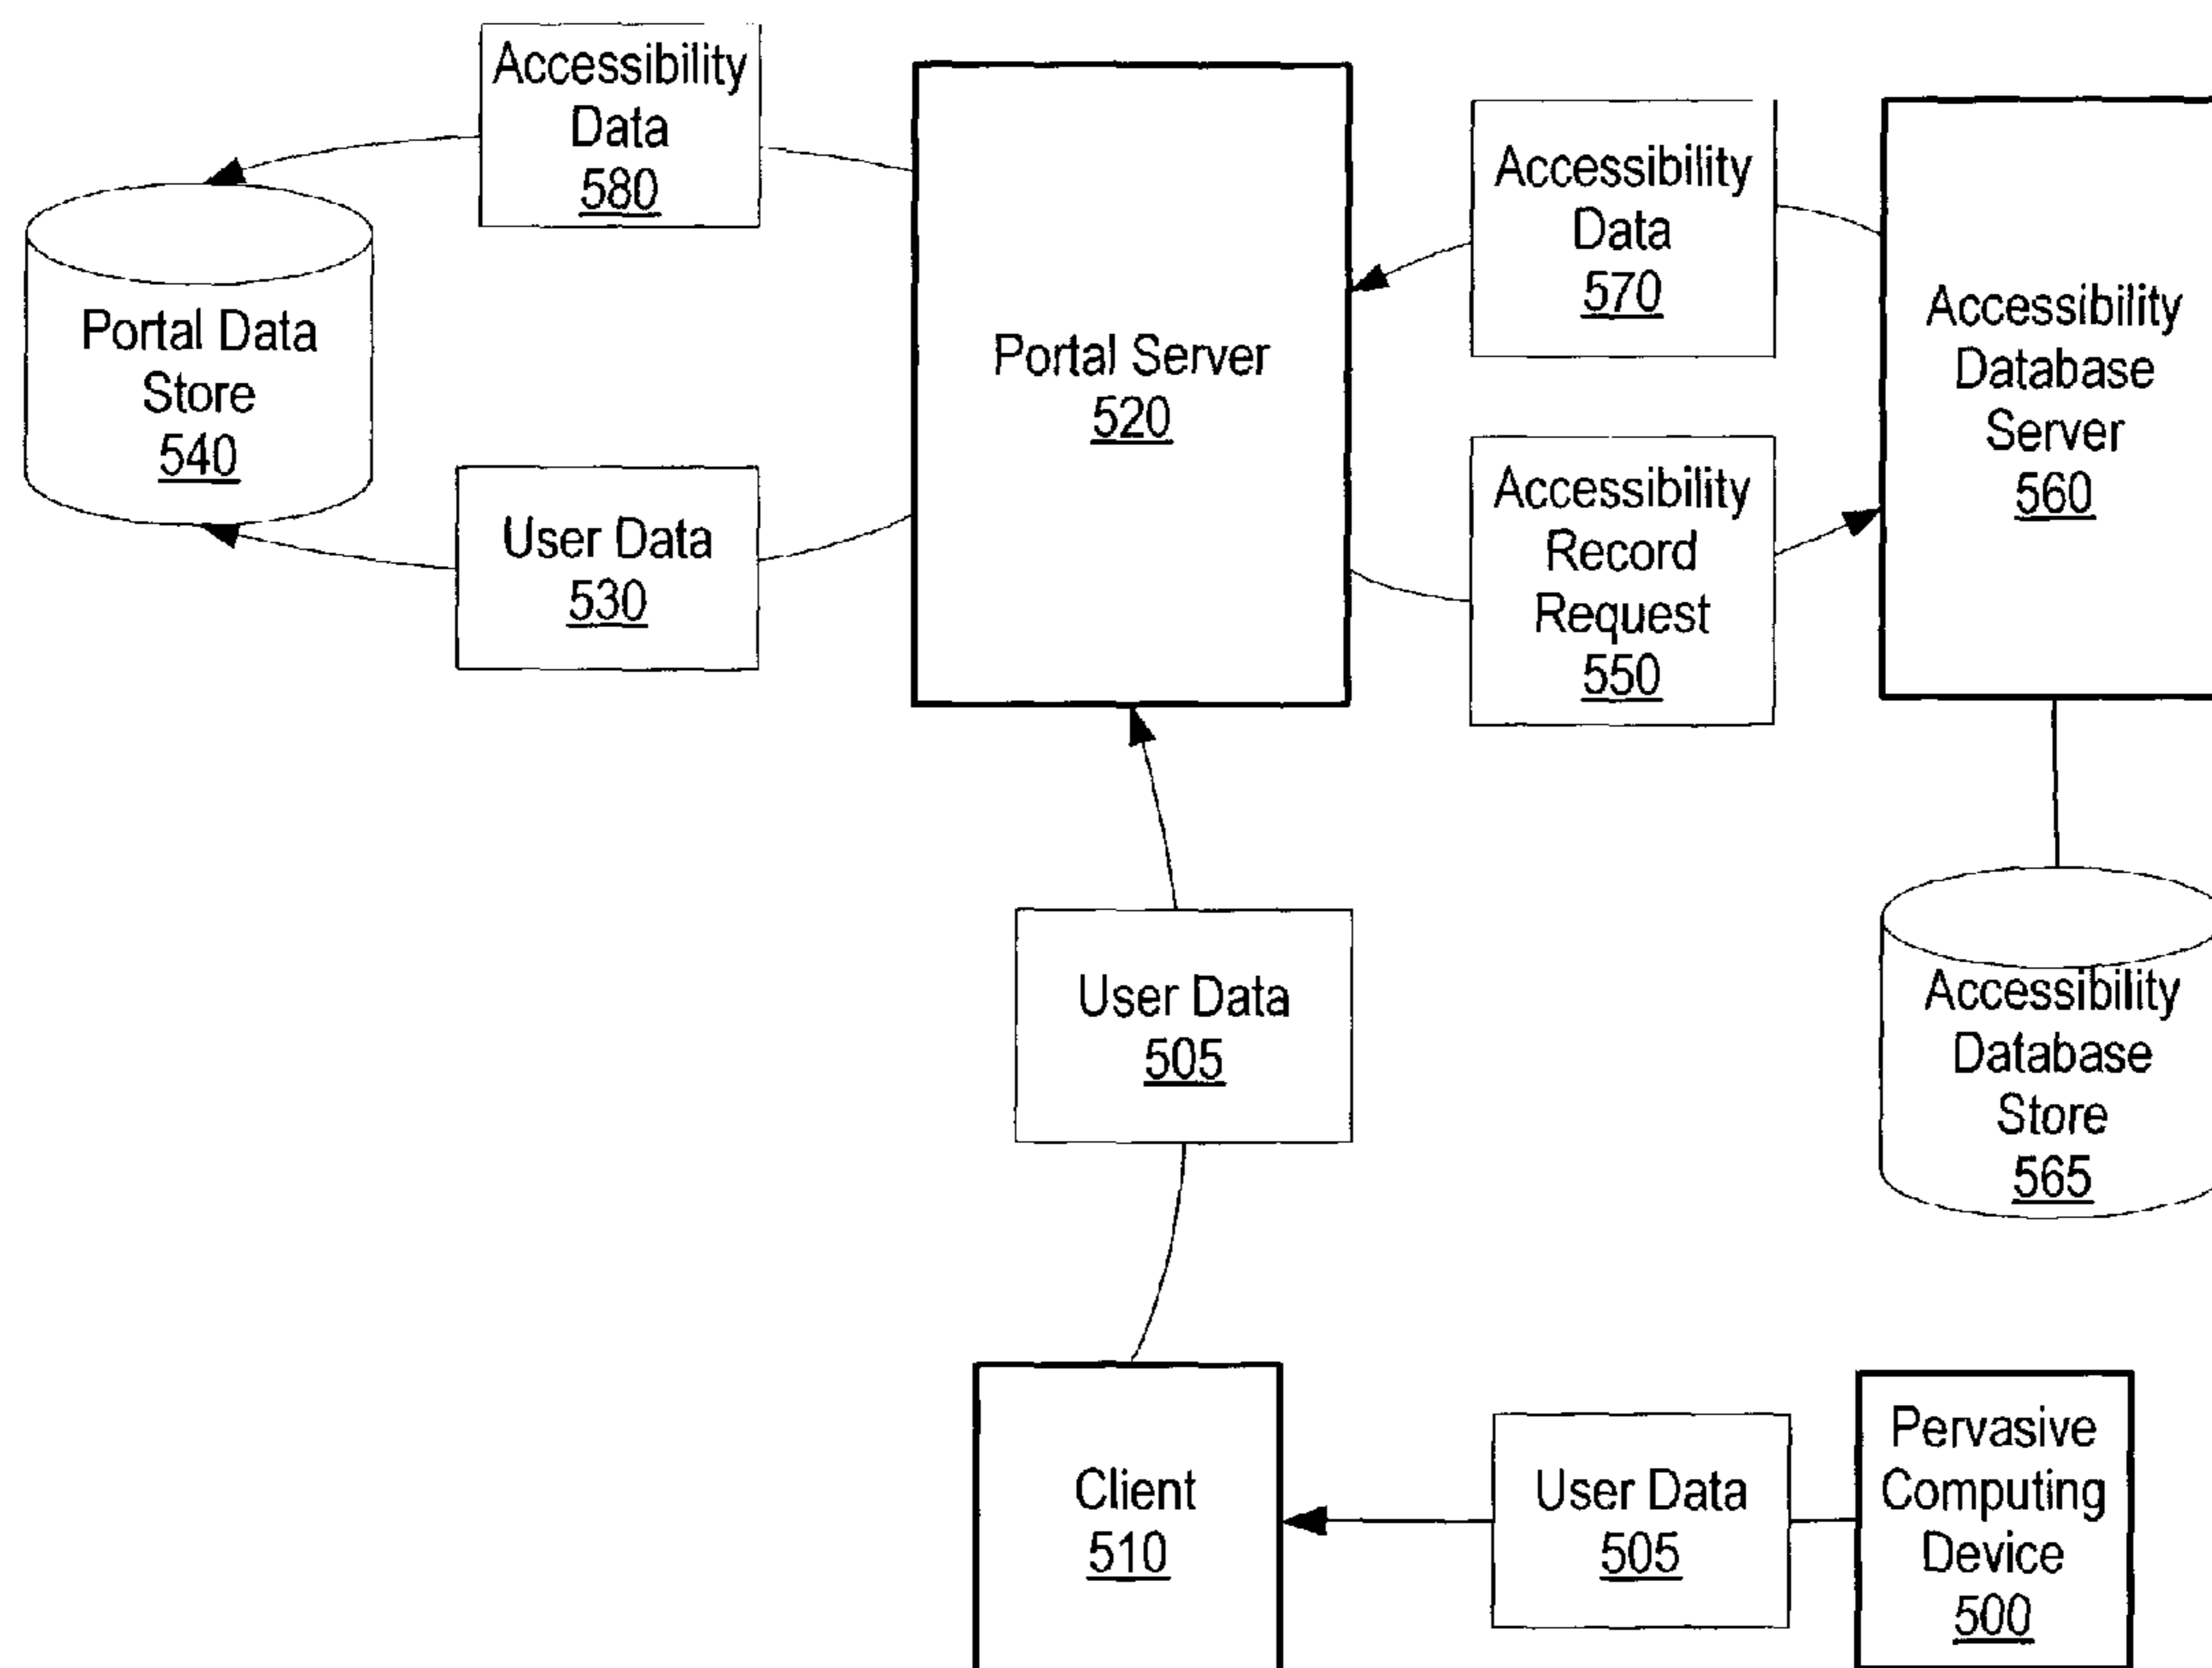 Accessibility
Data
580
Portal Data
Store
540
User Data
530
Portal Server
520
Accessibility
Data
570
Accessibility
Record
Request
550
Accessibility
Database
Server
560
User Data
505
Accessibility
Database
Store
565
Client
510
User Data
505
Pervasive
Computing
Device
500